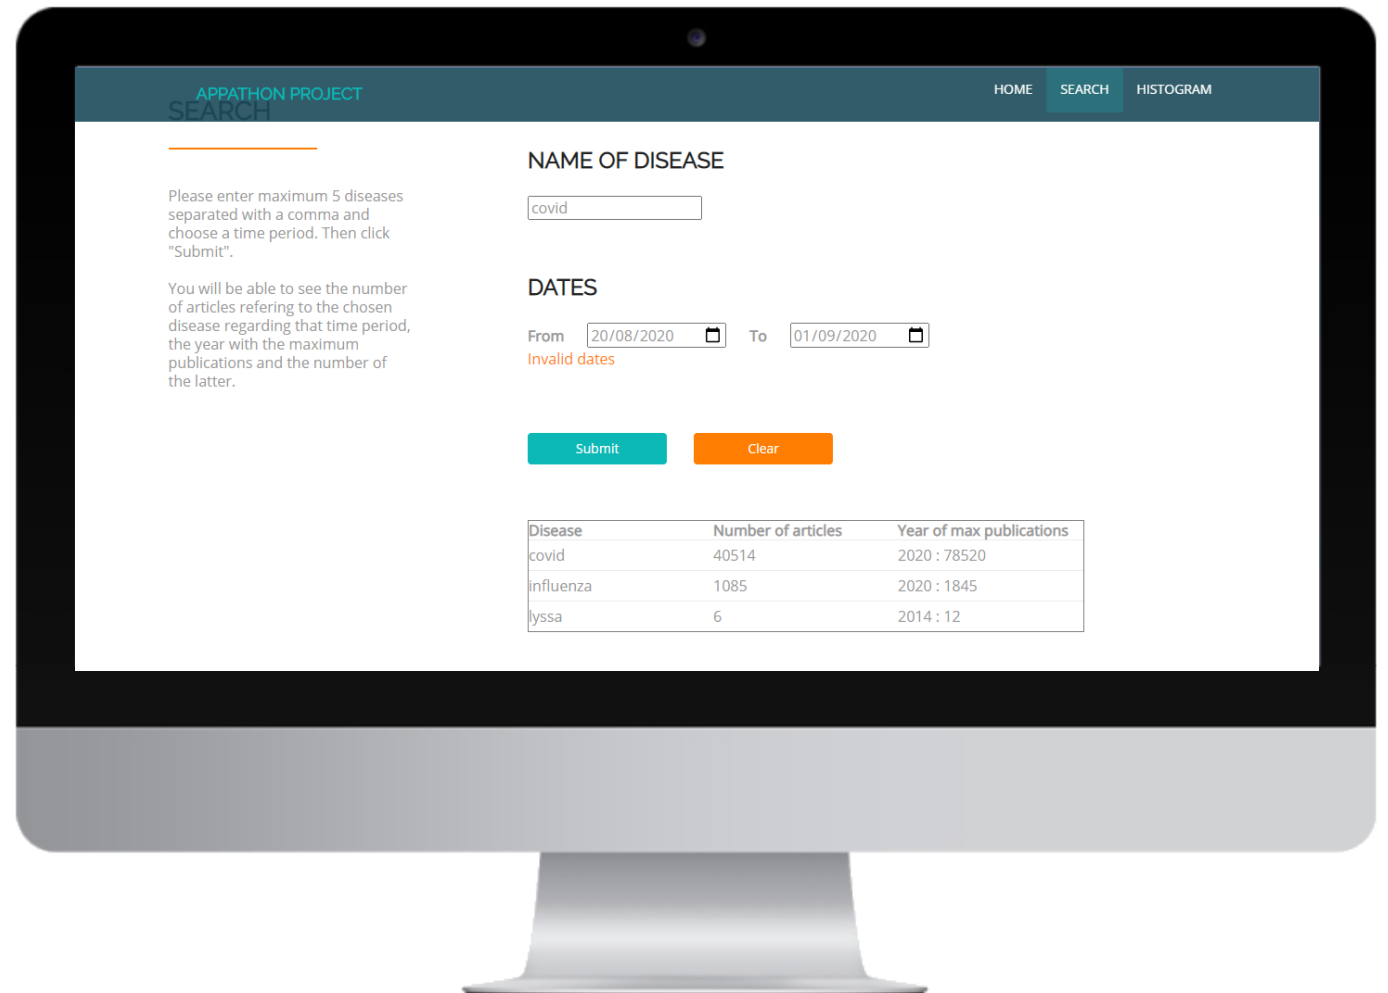 APPATHON PROJECT
HOME SEARCH HISTOGRAM
SEARCH
Please enter maximum 5 diseases
separated with a comma and
choose a time period. Then click
"Submit".
You will be able to see the number
of articles refering to the chosen
disease regarding that time period,
the year with the maximum
publications and the number of
the latter.
NAME OF DISEASE
covid
DATES
From 20/08/2020 To 01/09/2020
Invalid dates
Submit Clear
Disease Number of articles Year of max publications
covid 40514 2020 : 78520
influenza 1085 2020 : 1845
lyssa 6 2014 : 12